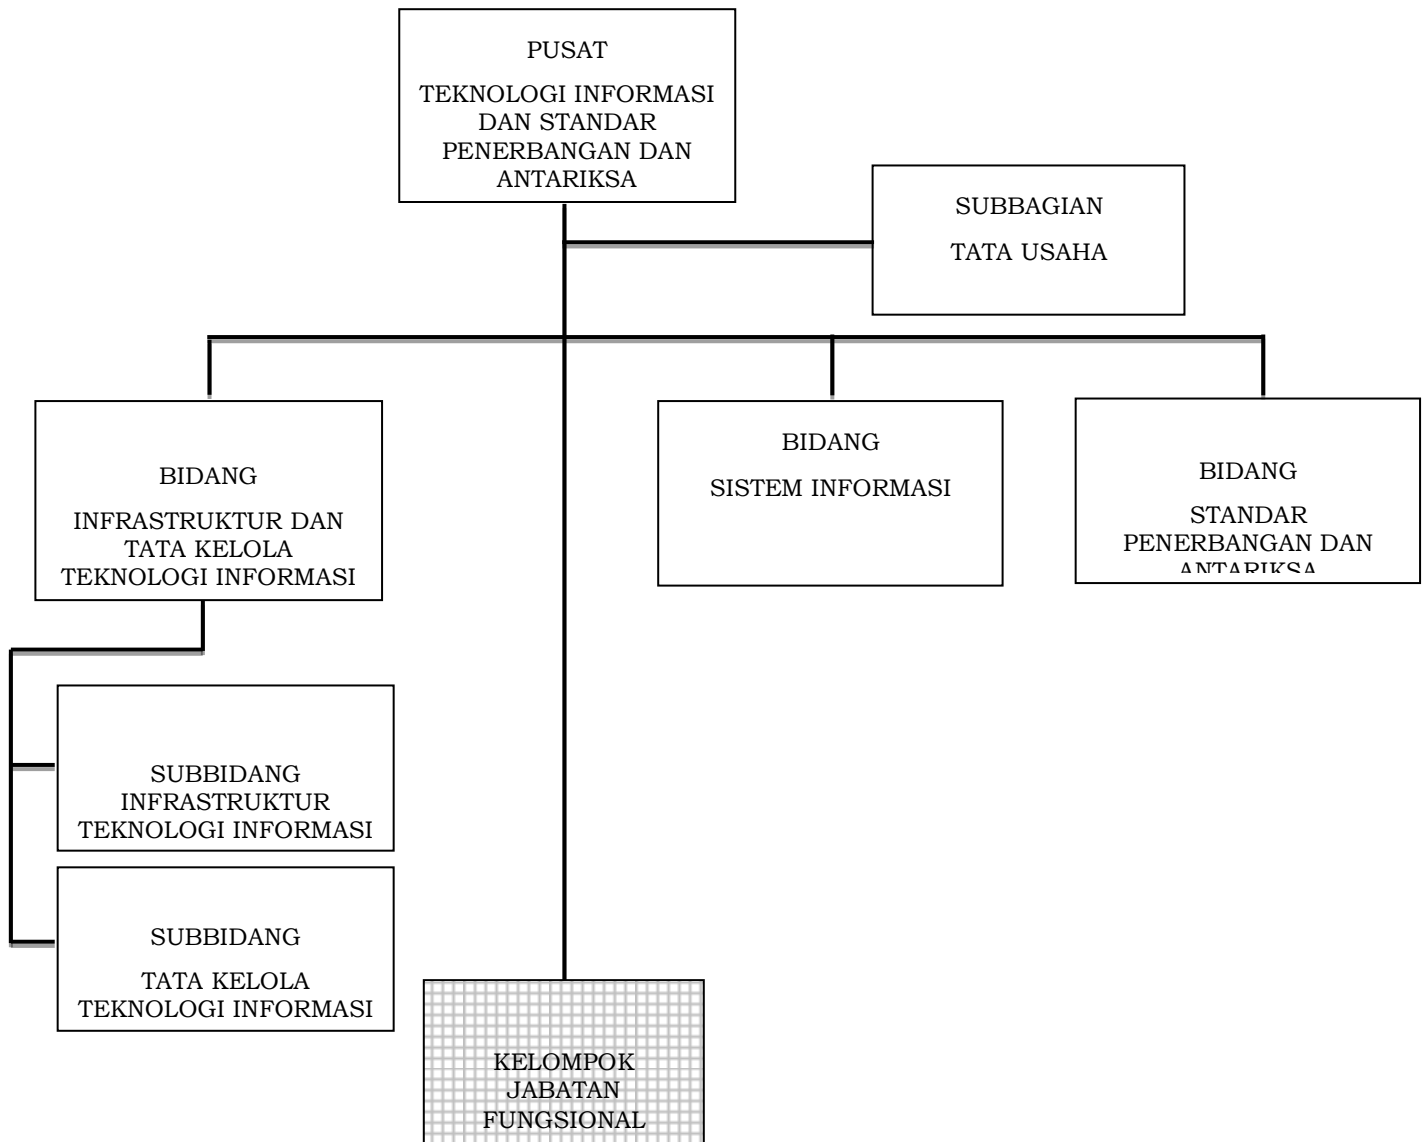 PUSAT
TEKNOLOGI INFORMASI
DAN STANDAR
PENERBANGAN DAN
ANTARIKSA
SUBBAGIAN
TATA USAHA
BIDANG
INFRASTRUKTUR DAN
TATA KELOLA
TEKNOLOGI INFORMASI
BIDANG
SISTEM INFORMASI
BIDANG
STANDAR
PENERBANGAN DAN
ANTARIKSA
SUBBIDANG
INFRASTRUKTUR
TEKNOLOGI INFORMASI
SUBBIDANG
TATA KELOLA
TEKNOLOGI INFORMASI
KELOMPOK
JABATAN
FUNGSIONAL